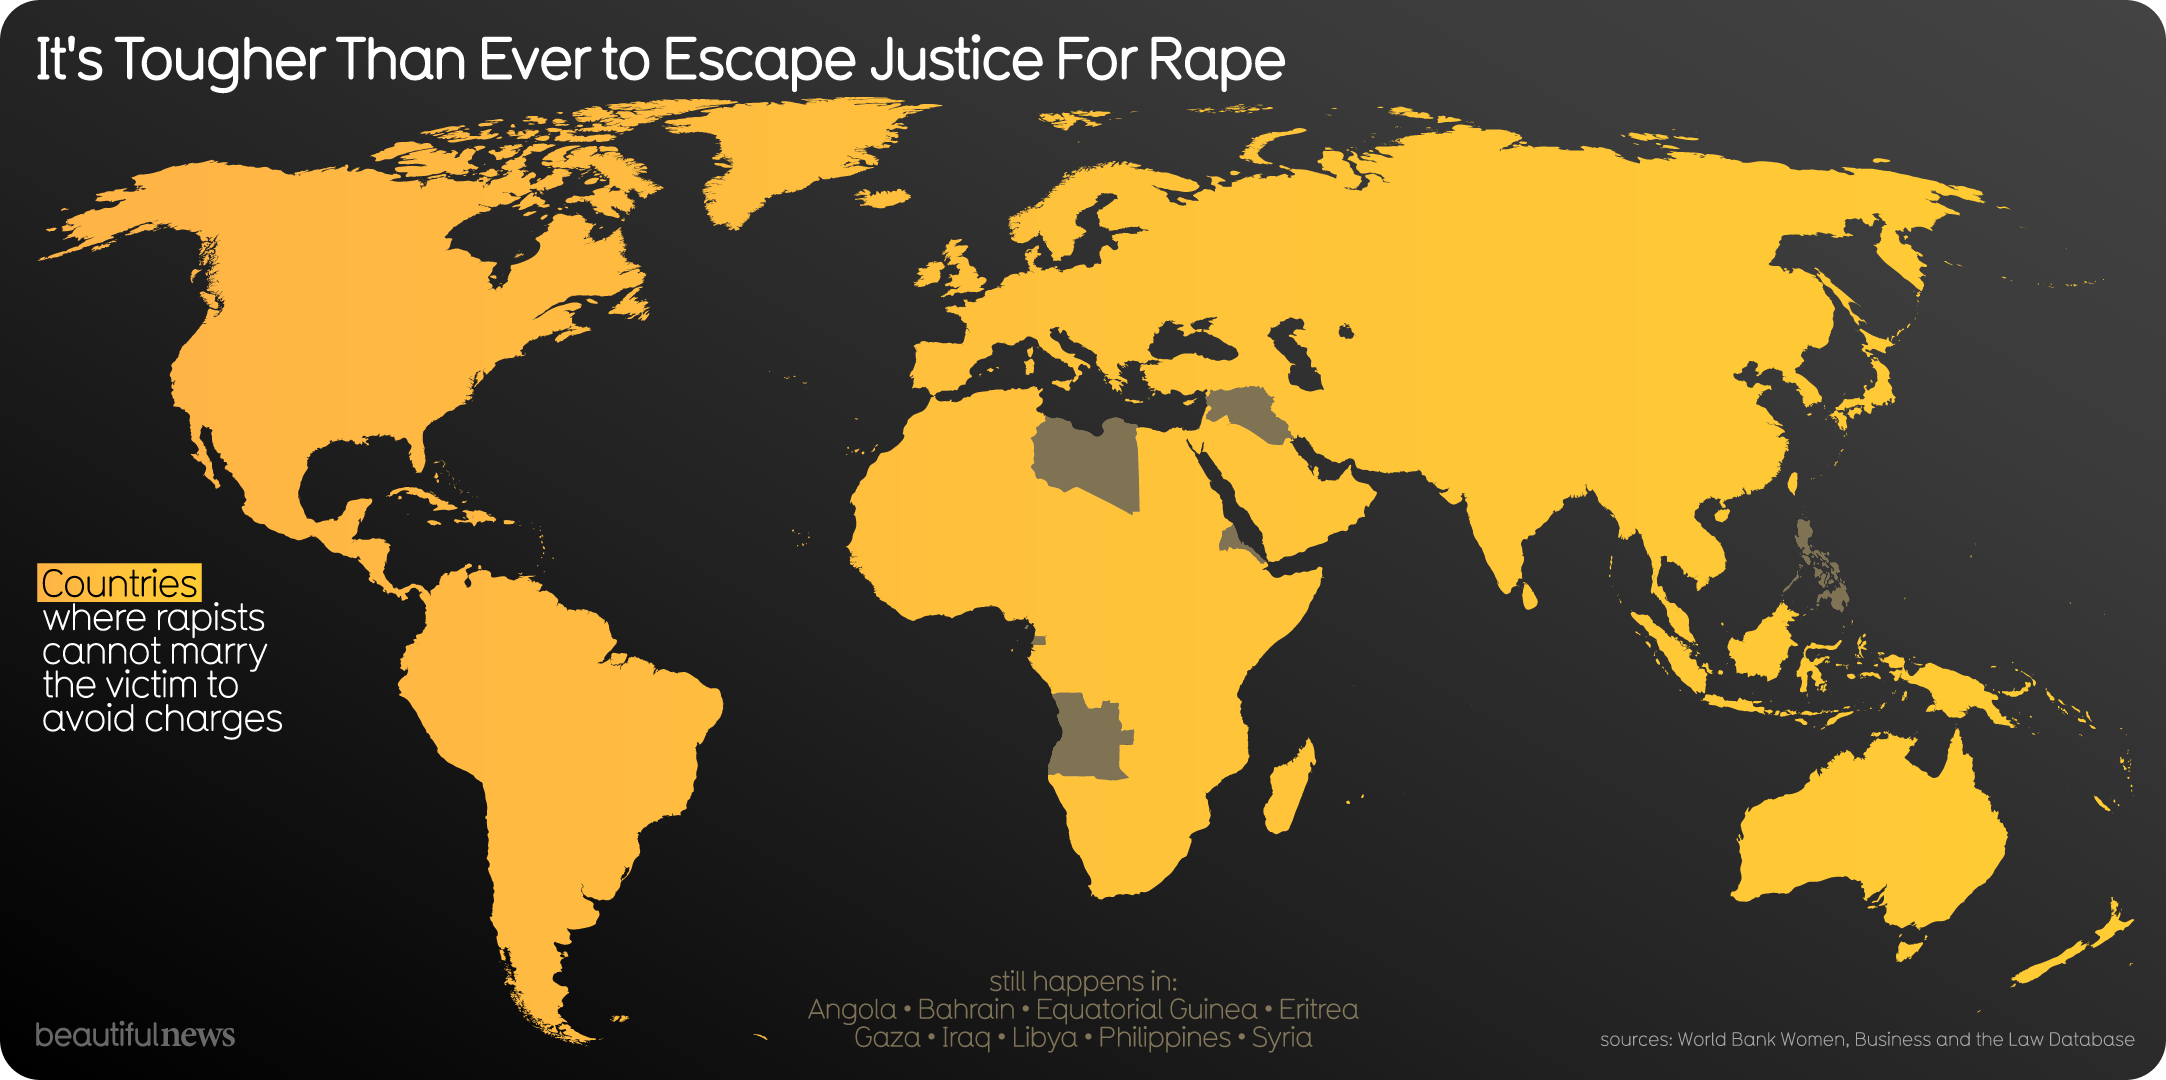 It's Tougher Than Ever to Escape Justice For Rape
Countries
where rapists
cannot marry
the victim to
avoid charges
still happens in:
Angola • Bahrain • Equatorial Guinea • Eritrea
Gaza • Iraq • Libya • Philippines • Syria
beautifulnews
sources: World Bank Women, Business and the Law Database